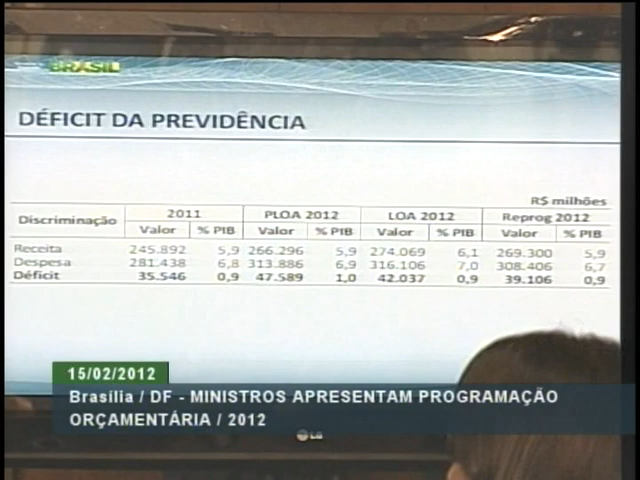 BRASIL
DÉFICIT DA PREVIDÊNCIA
R$ milhões
Discriminação 2011 PLOA 2012 LOA 2012 Reprog 2012
Valor % PIB Valor % PIB Valor % PIB Valor % PIB
Receita 245.892 5,9 266.296 5,9 274.069 6,1 269.300 5,9
Despesa 281.438 6,8 313.886 6,9 316.106 7,0 308.406 6,7
Déficit 35.546 0,9 47.589 1,0 42.037 0,9 39.106 0,9
15/02/2012
Brasília / DF - MINISTROS APRESENTAM PROGRAMAÇÃO
ORÇAMENTÁRIA / 2012
LG